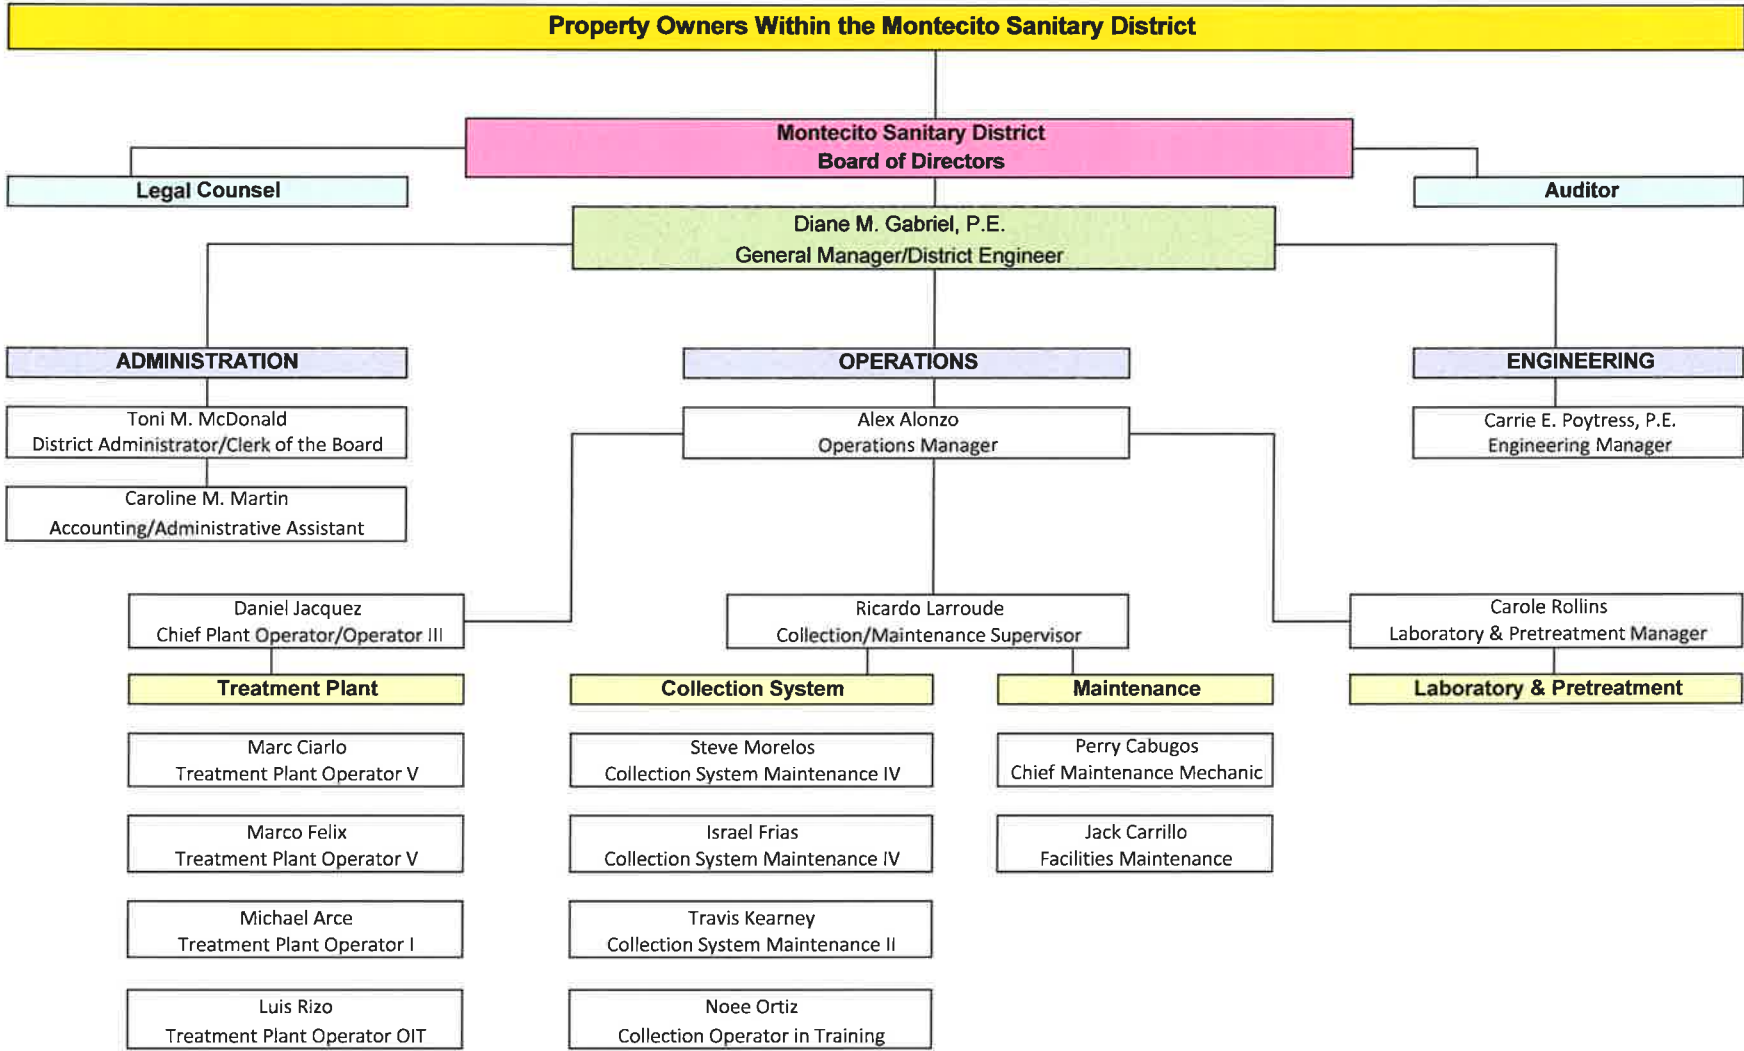 Property Owners Within the Montecito Sanitary District
Montecito Sanitary District
Board of Directors
Legal Counsel
Auditor
Diane M. Gabriel, P.E.
General Manager/District Engineer
ADMINISTRATION
OPERATIONS
ENGINEERING
Toni M. McDonald
District Administrator/Clerk of the Board
Alex Alonzo
Operations Manager
Carrie E. Poytress, P.E.
Engineering Manager
Caroline M. Martin
Accounting/Administrative Assistant
Daniel Jacquez
Chief Plant Operator/Operator III
Ricardo Larroude
Collection/Maintenance Supervisor
Carole Rollins
Laboratory & Pretreatment Manager
Treatment Plant
Collection System
Maintenance
Laboratory & Pretreatment
Marc Ciarlo
Treatment Plant Operator V
Steve Morelos
Collection System Maintenance IV
Perry Cabugos
Chief Maintenance Mechanic
Marco Felix
Treatment Plant Operator V
Israel Frias
Collection System Maintenance IV
Jack Carrillo
Facilities Maintenance
Michael Arce
Treatment Plant Operator I
Travis Kearney
Collection System Maintenance II
Luis Rizo
Treatment Plant Operator OIT
Noee Ortiz
Collection Operator in Training